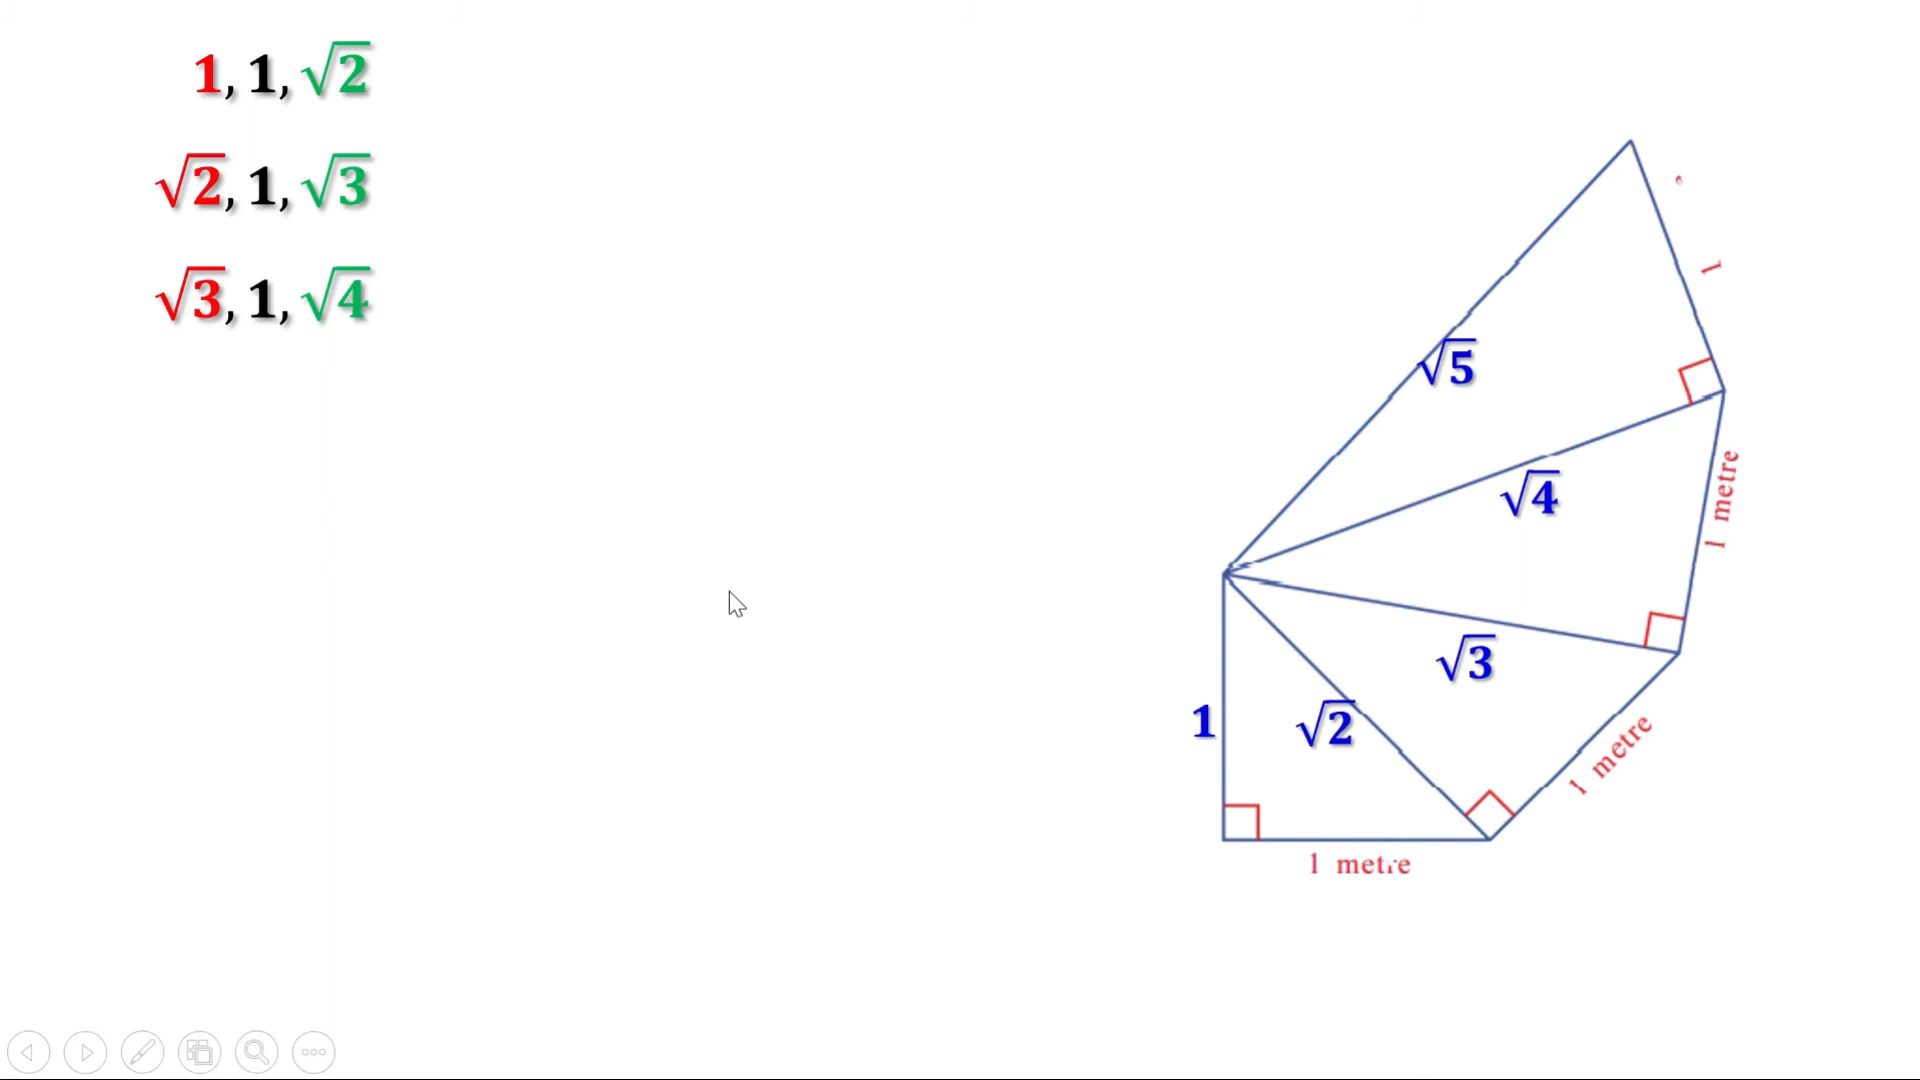 1, 1, √2
√2, 1, √3
√3, 1, √4
√5
1
√4
1 metre
√3
1
√2
1 metre
1 metre